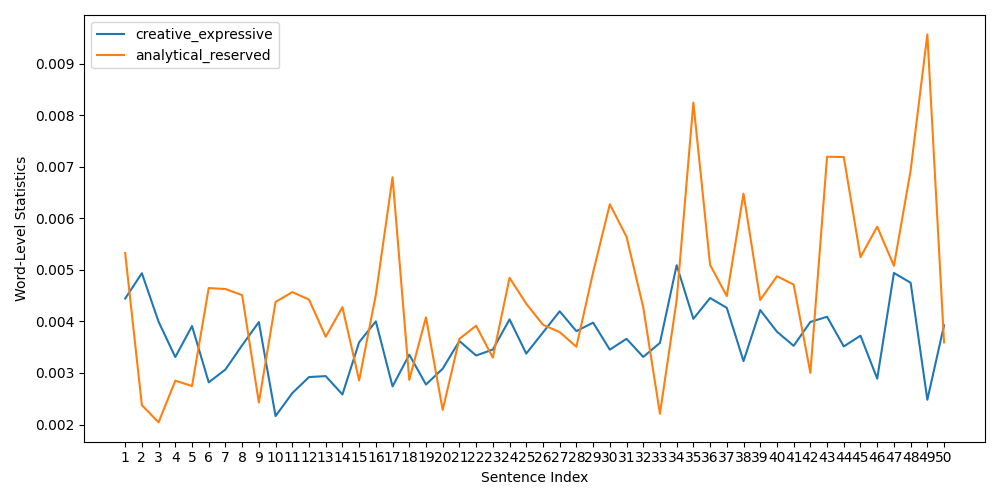 creative_expressive
analytical_reserved
0.009
0.008
0.007
0.006
0.005
0.004
0.003
0.002
Word-Level Statistics
1 2 3 4 5 6 7 8 9 10 11 12 13 14 15 16 17 18 19 20 21 22 23 24 25 26 27 28 29 30 31 32 33 34 35 36 37 38 39 40 41 42 43 44 45 46 47 48 49 50
Sentence Index